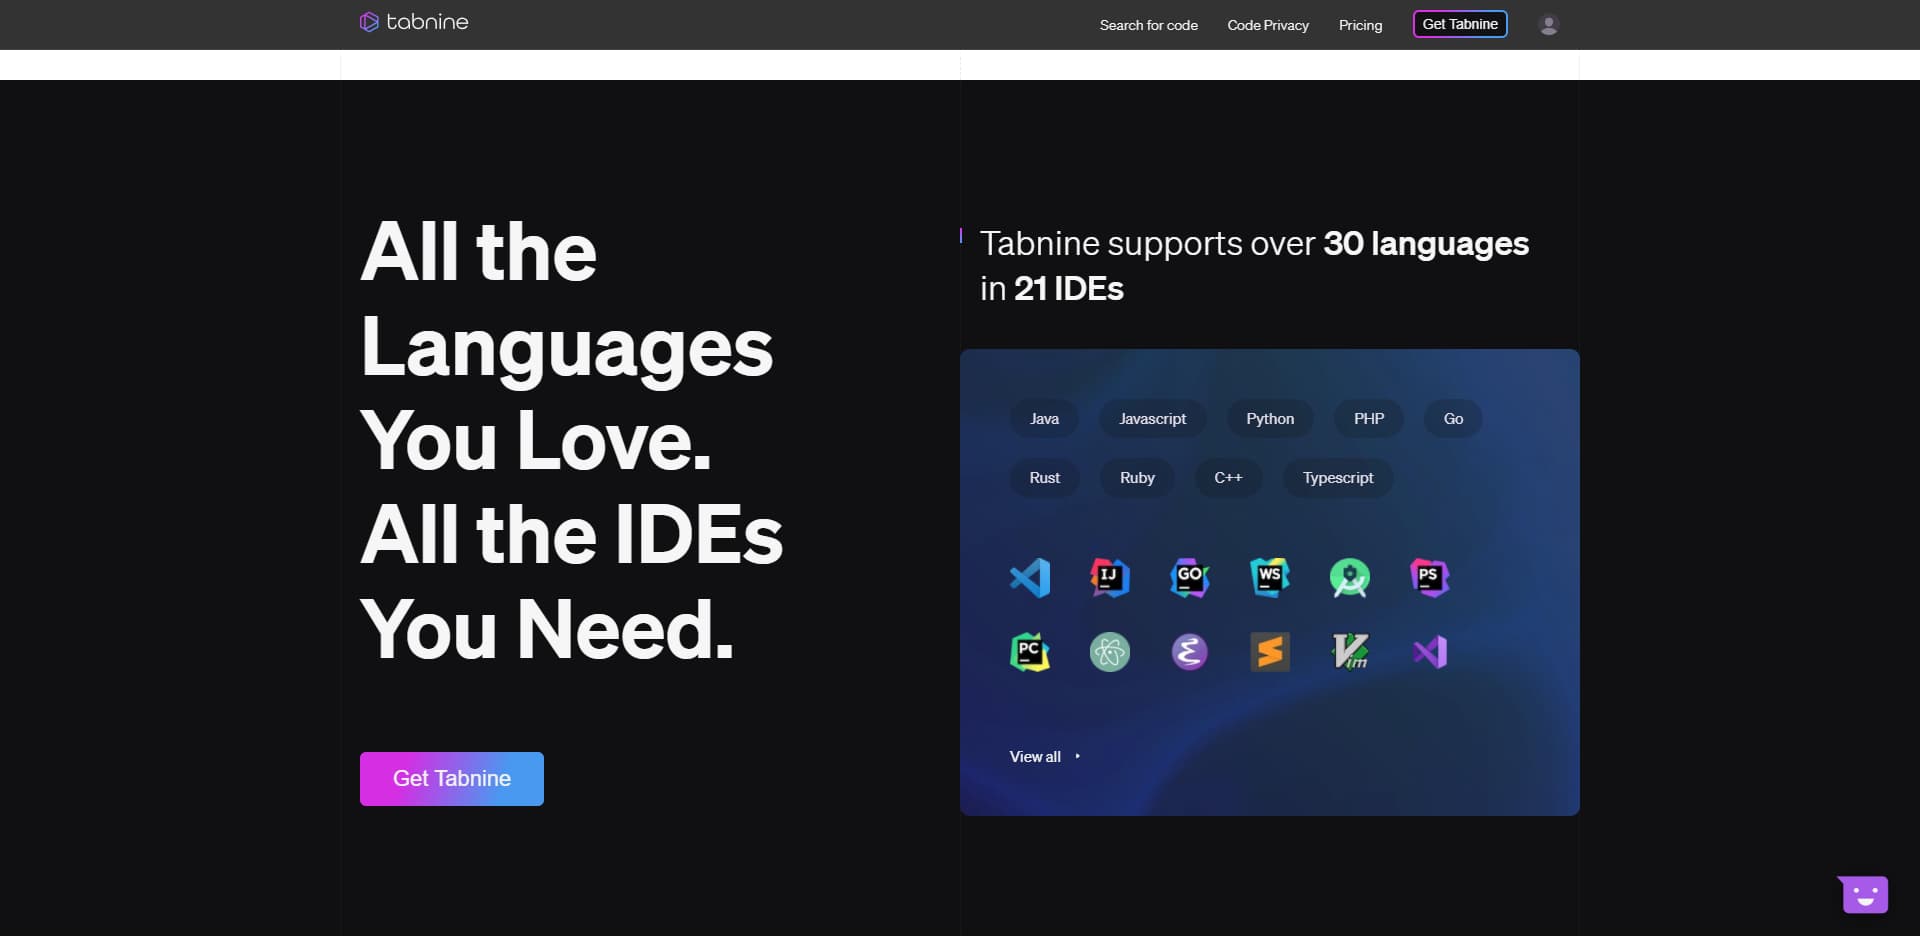 tabnine
Search for code
Code Privacy
Pricing
Get Tabnine
All the
Languages
You Love.
All the IDEs
You Need.
Get Tabnine
Tabnine supports over 30 languages
in 21 IDEs
Java
Javascript
Python
PHP
Go
Rust
Ruby
C++
Typescript
IJ
GO
WS
PS
PC
Vim
View all